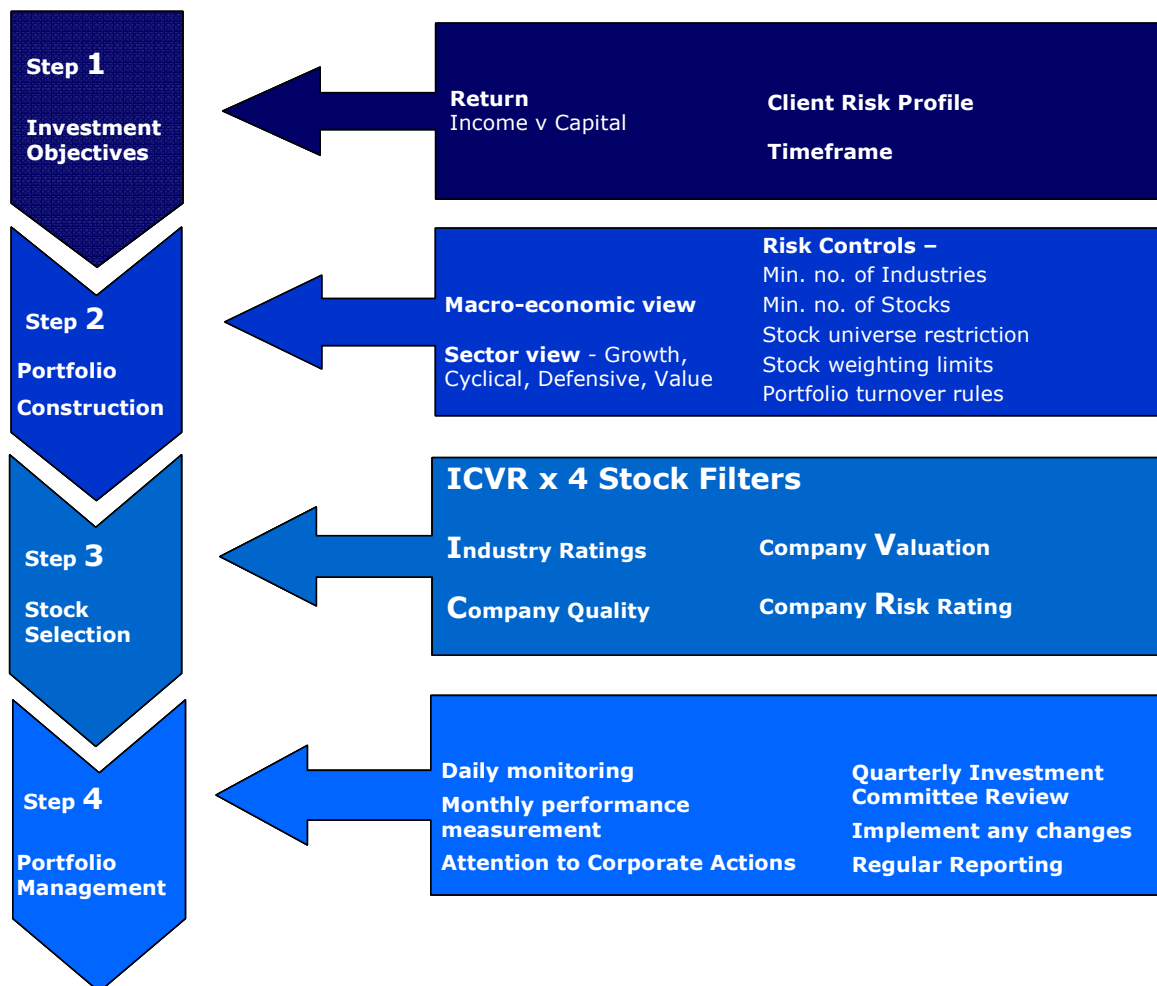 Step 1
Investment
Objectives
Return
Income v Capital
Client Risk Profile
Timeframe
Step 2
Portfolio
Construction
Macro-economic view
Sector view - Growth,
Cyclical, Defensive, Value
Risk Controls –
Min. no. of Industries
Min. no. of Stocks
Stock universe restriction
Stock weighting limits
Portfolio turnover rules
Step 3
Stock
Selection
ICVR x 4 Stock Filters
Industry Ratings
Company Quality
Company Valuation
Company Risk Rating
Step 4
Portfolio
Management
Daily monitoring
Monthly performance
measurement
Attention to Corporate Actions
Quarterly Investment
Committee Review
Implement any changes
Regular Reporting